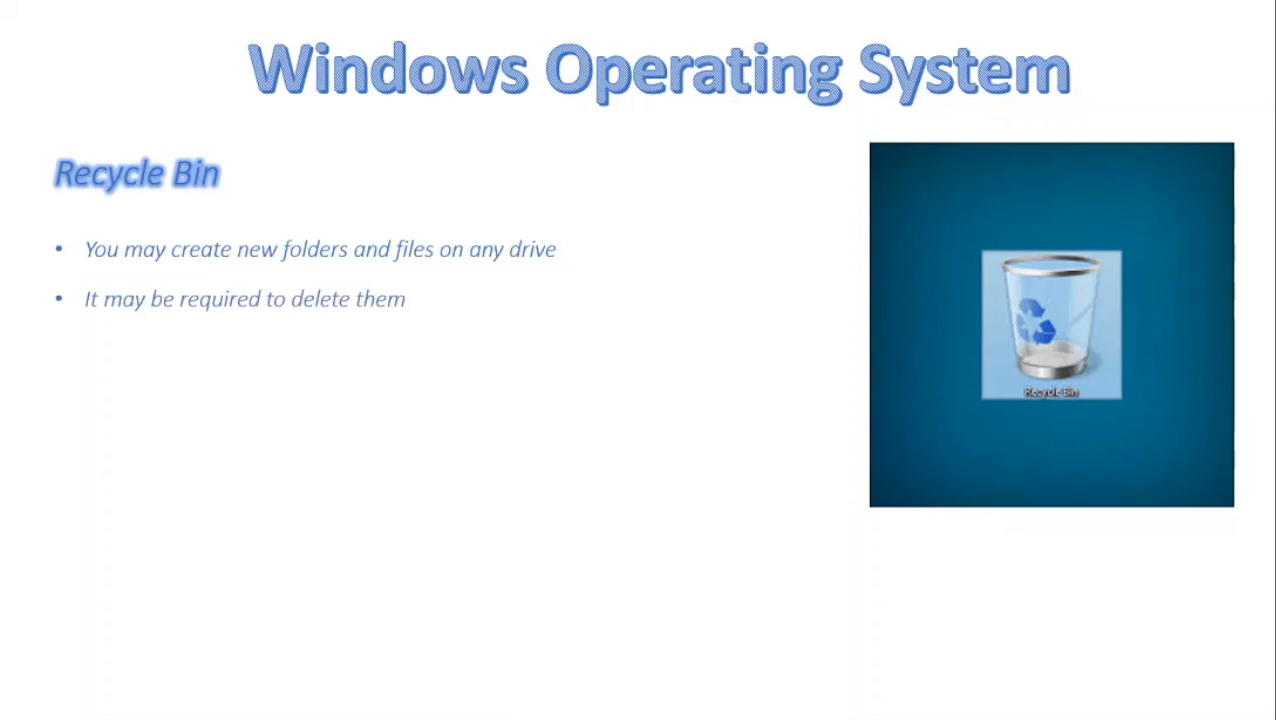 Windows Operating System
Recycle Bin
• You may create new folders and files on any drive
• It may be required to delete them
Recycle Bin